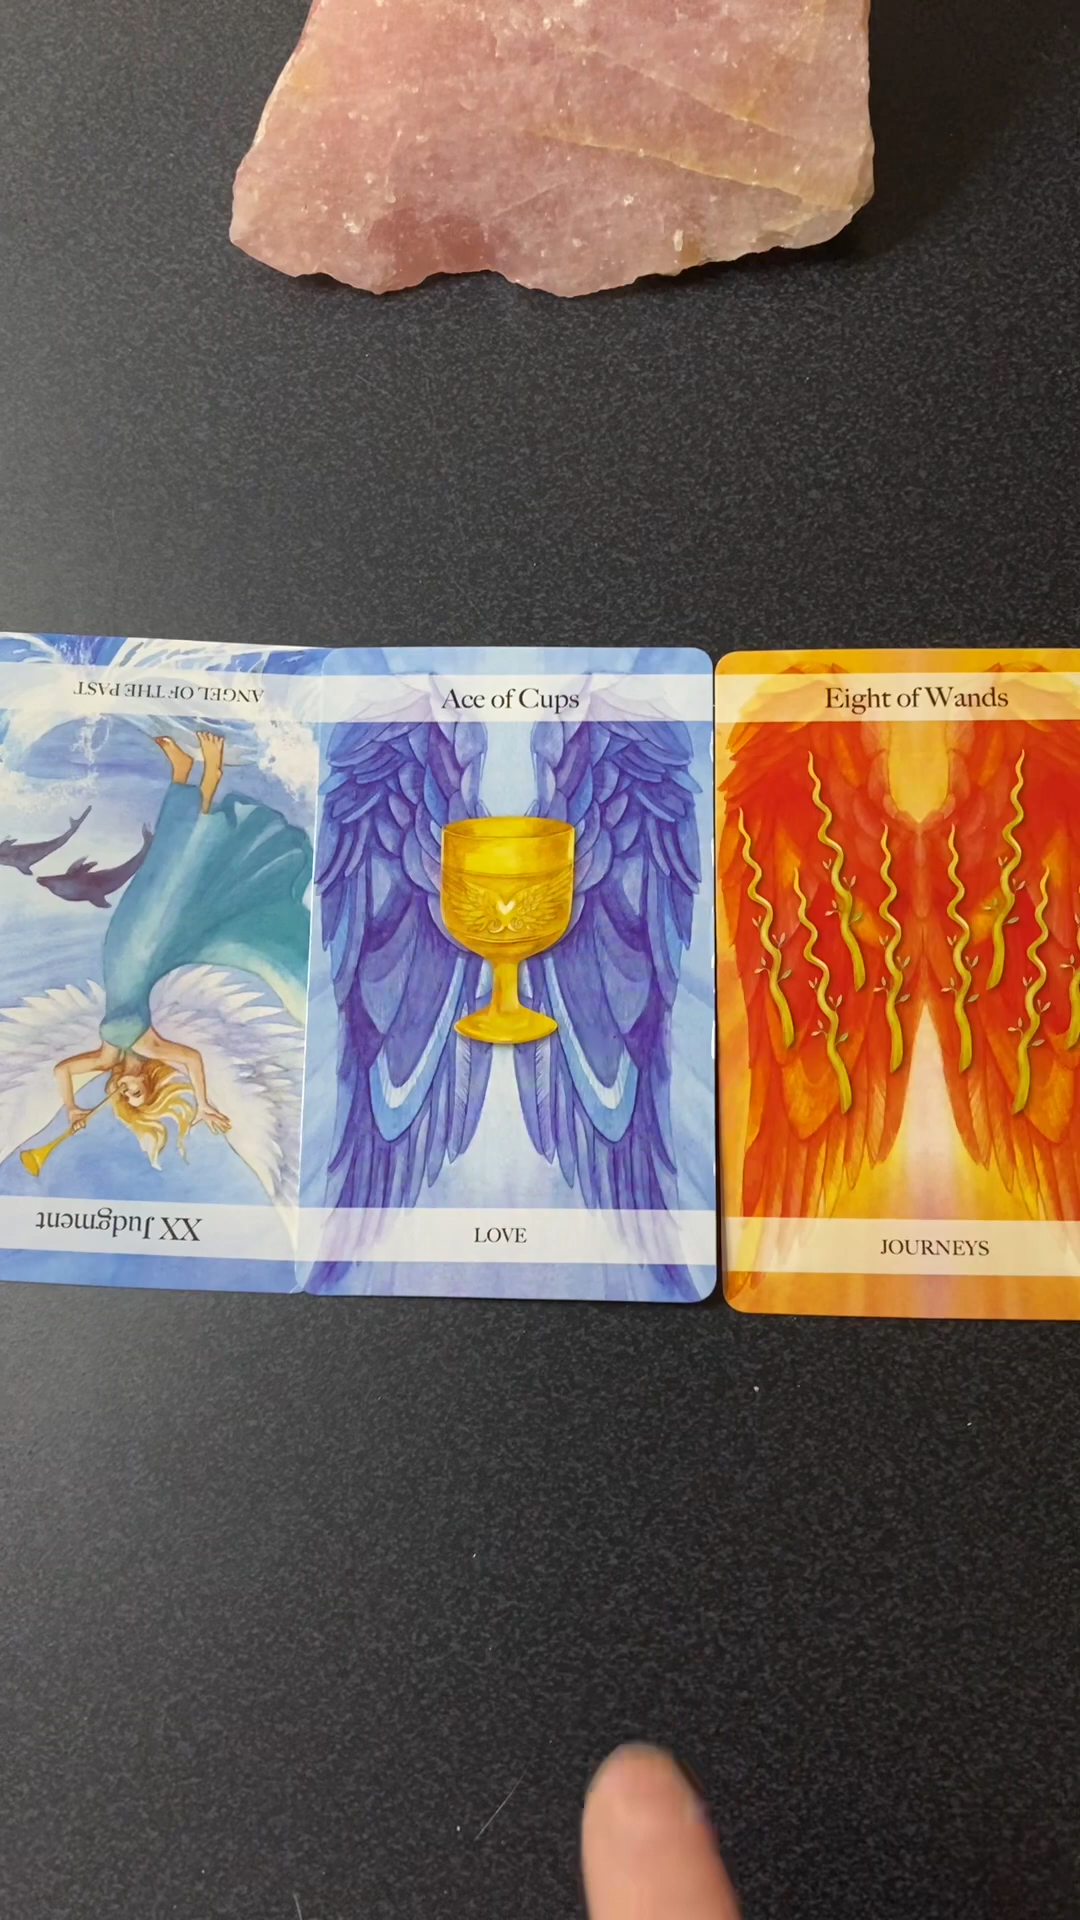 ANGEL OF THE PAST
XX Judgment
Ace of Cups
LOVE
Eight of Wands
JOURNEYS